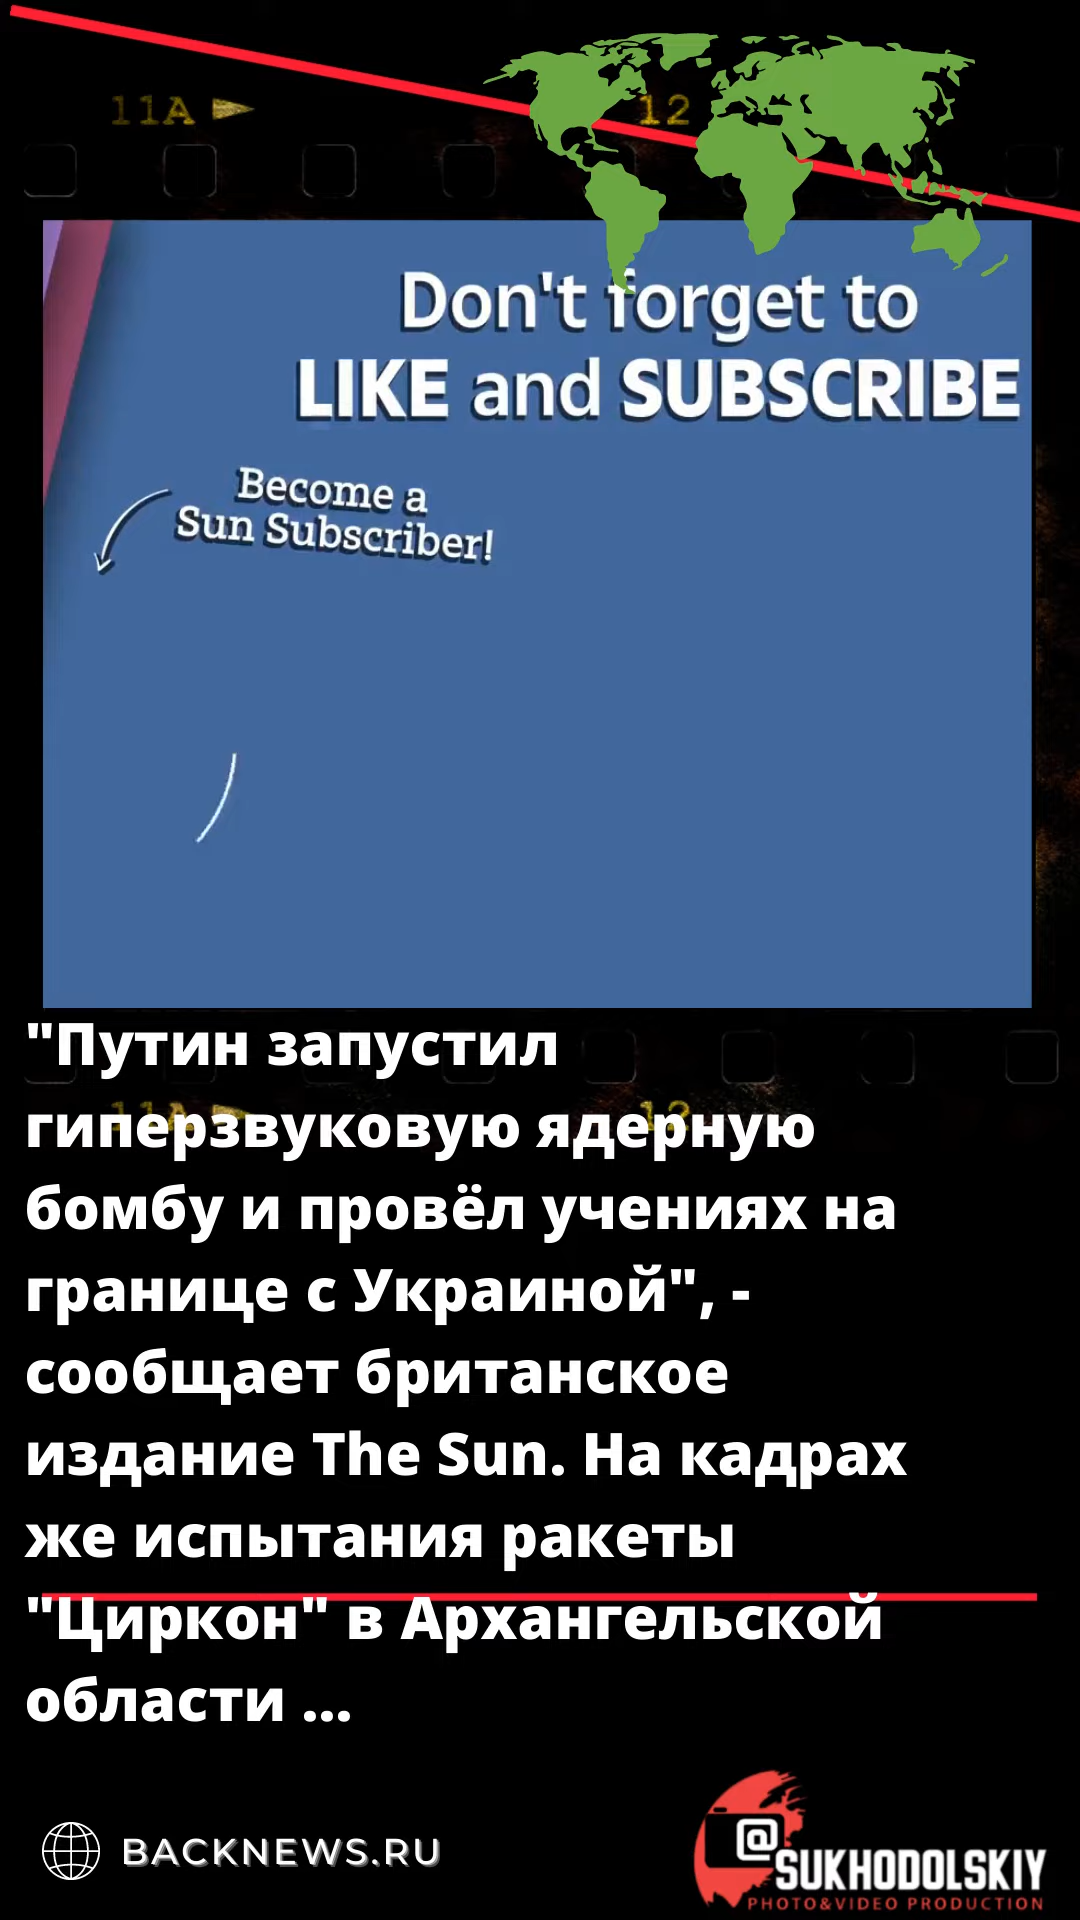 11A
12
Don't forget to
LIKE and SUBSCRIBE
Become a
Sun Subscriber!
"Путин запустил
11A
12
гиперзвуковую ядерную
бомбу и провёл учениях на
границе с Украиной", -
сообщает британское
издание The Sun. На кадрах
же испытания ракеты
"Циркон" в Архангельской
области ...
BACKNEWS.RU
@SUKHODOLSKIY
PHOTO&VIDEO PRODUCTION